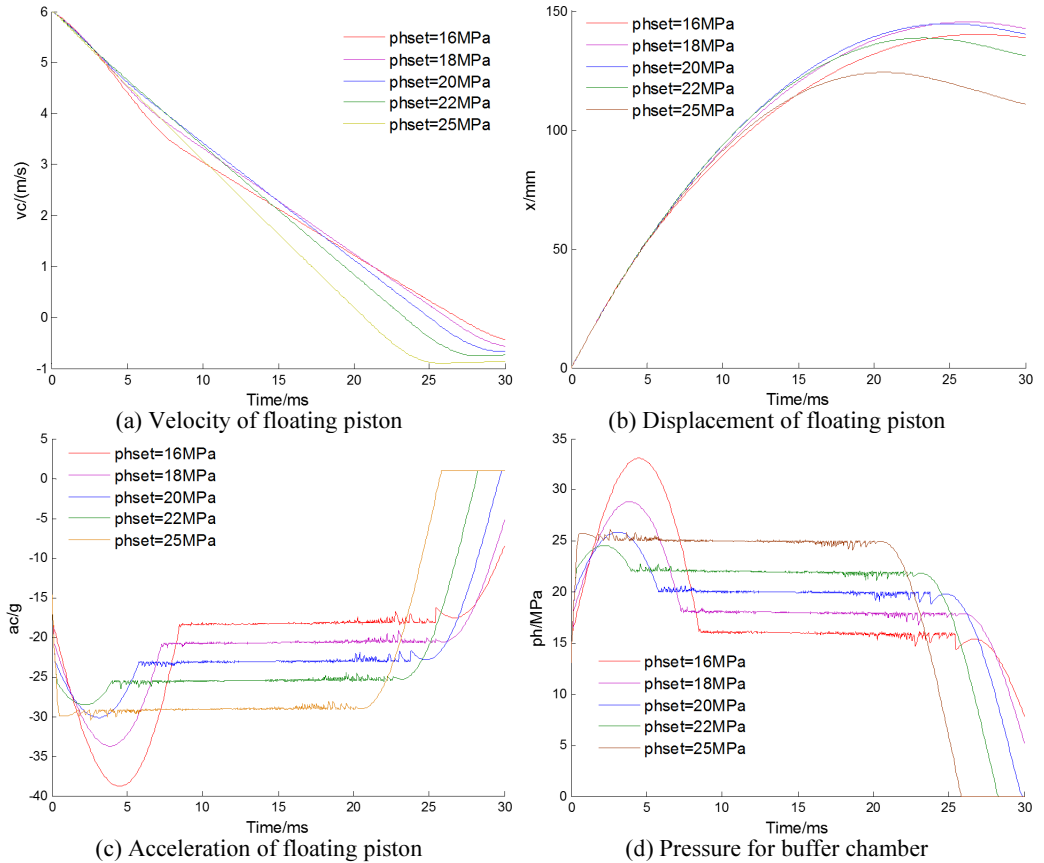 6
5
4
3
2
1
0
-1
vc/(m/s)
phset=16MPa
phset=18MPa
phset=20MPa
phset=22MPa
phset=25MPa
0 5 10 15 20 25 30
Time/ms
(a) Velocity of floating piston
150
100
50
0
x/mm
phset=16MPa
phset=18MPa
phset=20MPa
phset=22MPa
phset=25MPa
0 5 10 15 20 25 30
Time/ms
(b) Displacement of floating piston
5
0
-5
-10
-15
-20
-25
-30
-35
-40
ac/g
phset=16MPa
phset=18MPa
phset=20MPa
phset=22MPa
phset=25MPa
0 5 10 15 20 25 30
Time/ms
(c) Acceleration of floating piston
35
30
25
20
15
10
5
0
ph/MPa
phset=16MPa
phset=18MPa
phset=20MPa
phset=22MPa
phset=25MPa
0 5 10 15 20 25 30
Time/ms
(d) Pressure for buffer chamber